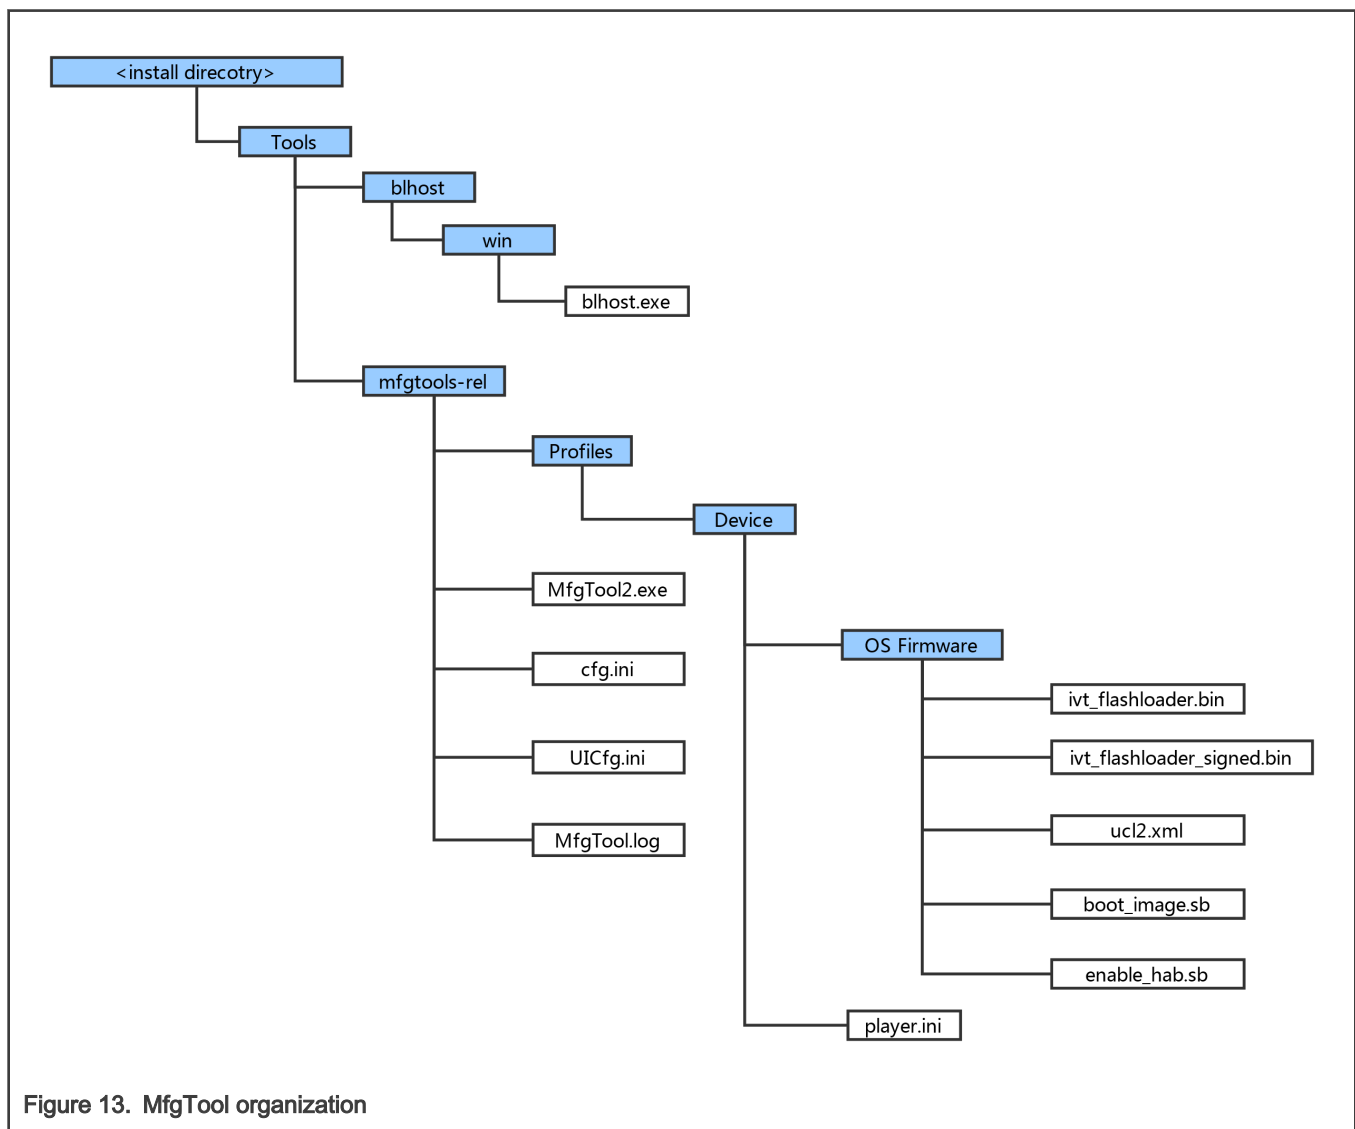 <install direcotry>
Tools
blhost
win
blhost.exe
mfgtools-rel
Profiles
Device
MfgTool2.exe
OS Firmware
cfg.ini
ivt_flashloader.bin
UICfg.ini
ivt_flashloader_signed.bin
ucl2.xml
MfgTool.log
boot_image.sb
enable_hab.sb
player.ini
Figure 13. MfgTool organization